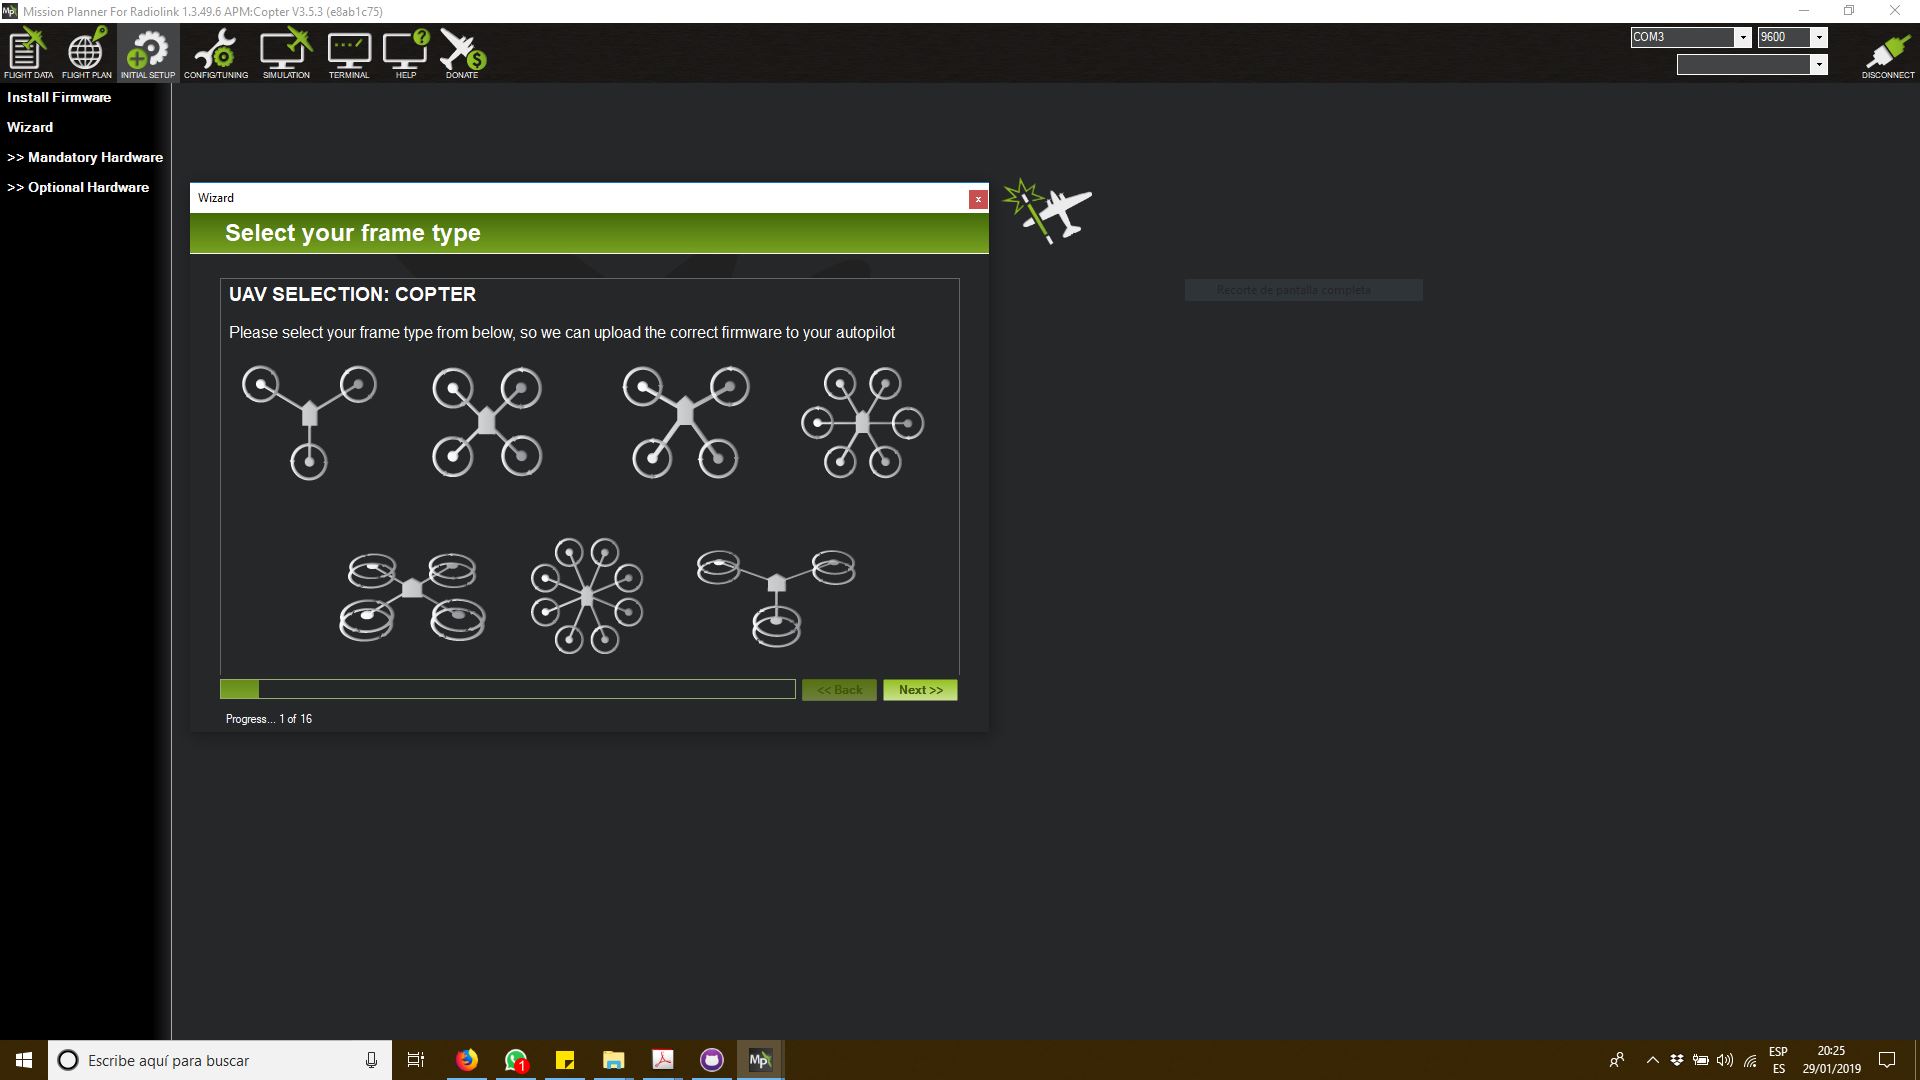 Mission Planner For Radiolink 1.3.49.6 APM:Copter V3.5.3 (e8ab1c75)
FLIGHT DATA
FLIGHT PLAN
INITIAL SETUP
CONFIG/TUNING
SIMULATION
TERMINAL
HELP
DONATE
COM3
9600
DISCONNECT
Install Firmware
Wizard
>> Mandatory Hardware
>> Optional Hardware
Wizard
x
Select your frame type
UAV SELECTION: COPTER
Please select your frame type from below, so we can upload the correct firmware to your autopilot
Recorte de pantalla completa
<< Back
Next >>
Progress... 1 of 16
Escribe aquí para buscar
1
Mp
ESP
ES
20:25
29/01/2019